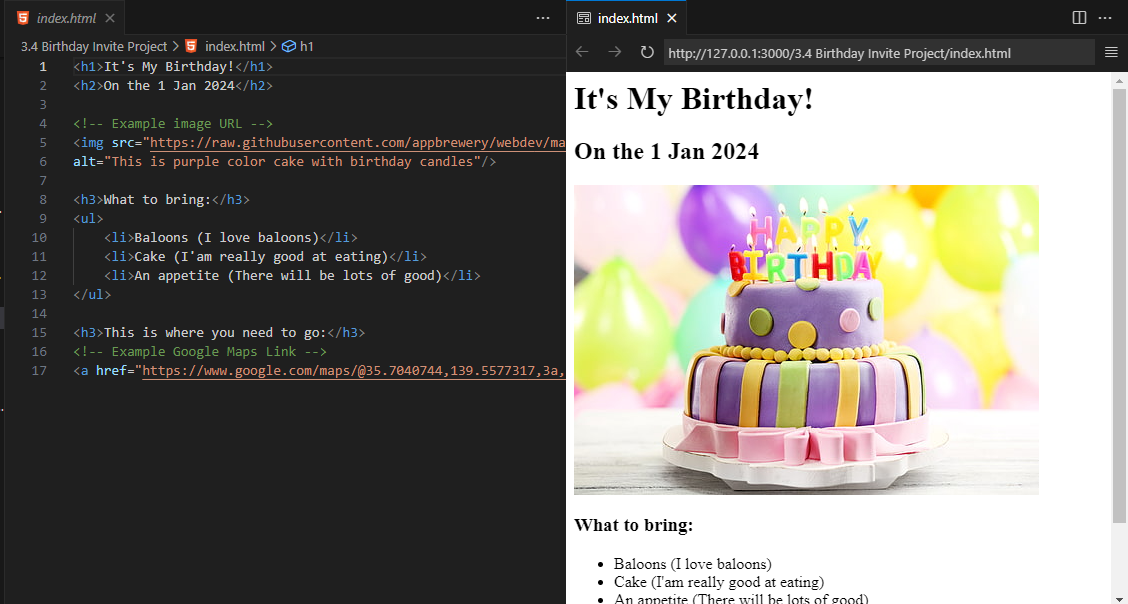 index.html
index.html
3.4 Birthday Invite Project > index.html > h1
http://127.0.0.1:3000/3.4 Birthday Invite Project/index.html
1 <h1>It's My Birthday!</h1>
2 <h2>On the 1 Jan 2024</h2>
3
4 <!-- Example image URL -->
5 <img src="https://raw.githubusercontent.com/appbrewery/webdev/ma
6 alt="This is purple color cake with birthday candles"/>
7
8 <h3>What to bring:</h3>
9 <ul>
10 <li>Baloons (I love baloons)</li>
11 <li>Cake (I'am really good at eating)</li>
12 <li>An appetite (There will be lots of good)</li>
13 </ul>
14
15 <h3>This is where you need to go:</h3>
16 <!-- Example Google Maps Link -->
17 <a href="https://www.google.com/maps/@35.7040744,139.5577317,3a,
It's My Birthday!
On the 1 Jan 2024
HAPPY
BIRTHDAY
What to bring:
• Baloons (I love baloons)
• Cake (I'am really good at eating)
• An appetite (There will be lots of good)